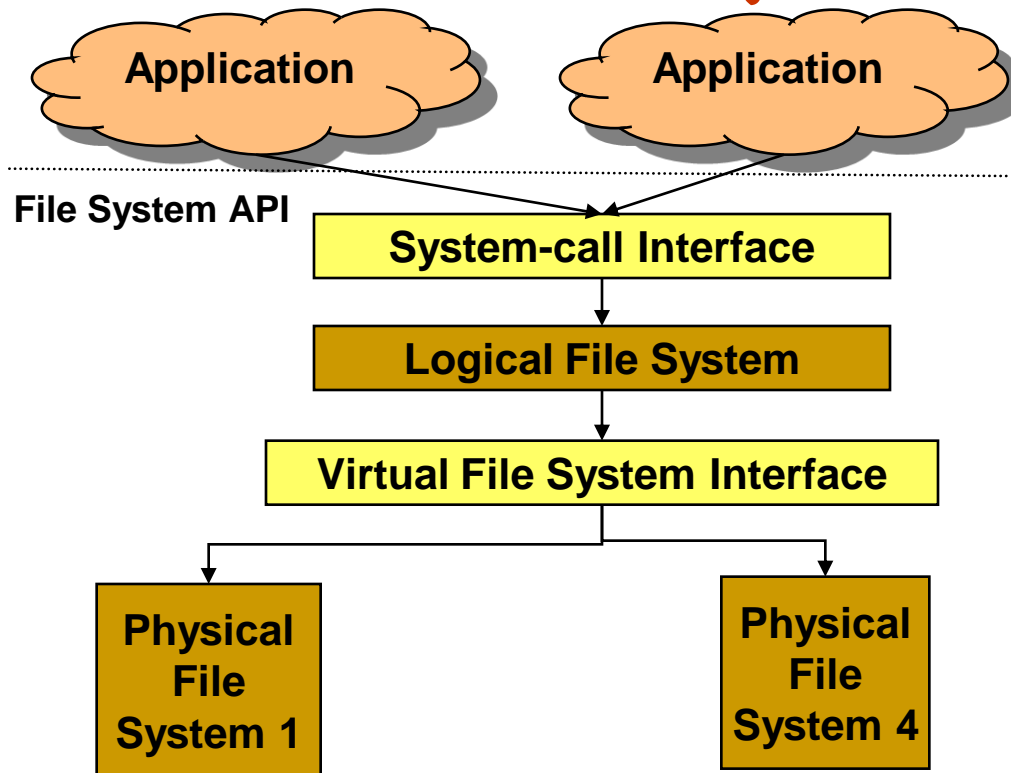 Application
Application
File System API
System-call Interface
Logical File System
Virtual File System Interface
Physical
File
System 1
Physical
File
System 4